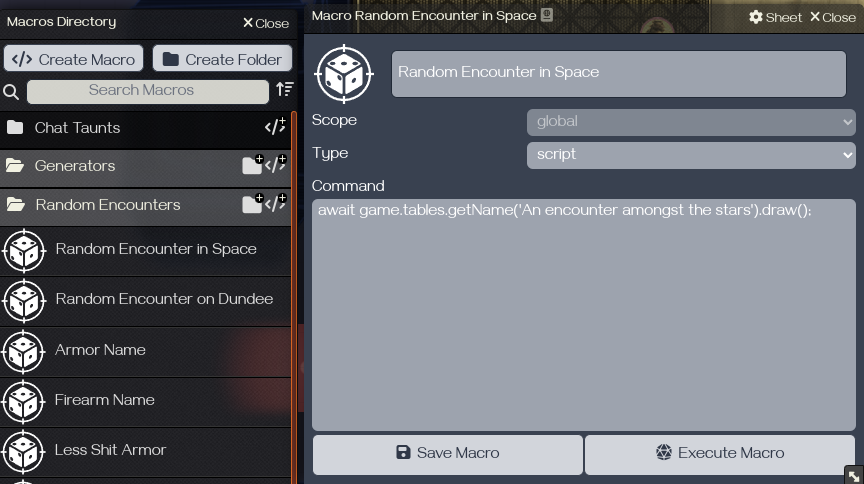 Macros Directory
Close
Create Macro
Create Folder
Search Macros
Chat Taunts
Generators
Random Encounters
Random Encounter in Space
Random Encounter on Dundee
Armor Name
Firearm Name
Less Shit Armor
Macro Random Encounter in Space
Sheet
Close
Random Encounter in Space
Scope
global
Type
script
Command
await game.tables.getName('An encounter amongst the stars').draw();
Save Macro
Execute Macro